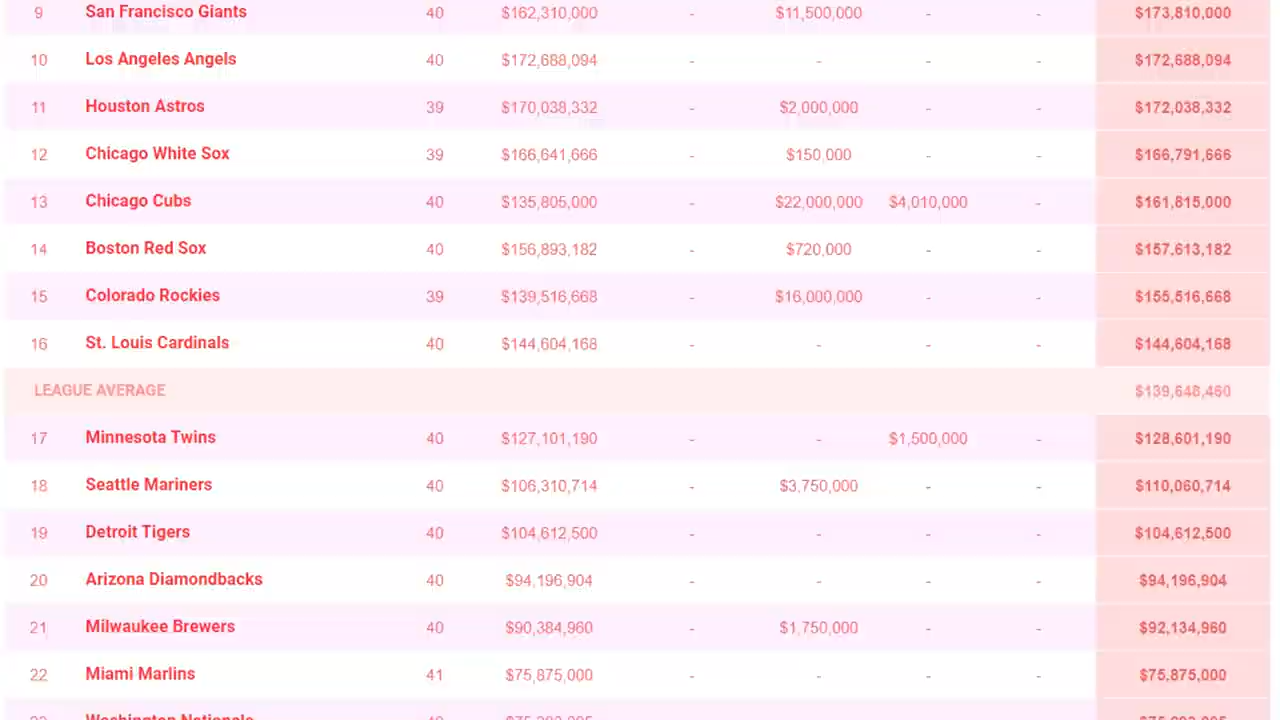 9 San Francisco Giants 40 $162,310,000 - $11,500,000 - - $173,810,000
10 Los Angeles Angels 40 $172,688,094 - - - - $172,688,094
11 Houston Astros 39 $170,038,332 - $2,000,000 - - $172,038,332
12 Chicago White Sox 39 $166,641,666 - $150,000 - - $166,791,666
13 Chicago Cubs 40 $135,805,000 - $22,000,000 $4,010,000 - $161,815,000
14 Boston Red Sox 40 $156,893,182 - $720,000 - - $157,613,182
15 Colorado Rockies 39 $139,516,668 - $16,000,000 - - $155,516,668
16 St. Louis Cardinals 40 $144,604,168 - - - - $144,604,168
LEAGUE AVERAGE $139,648,460
17 Minnesota Twins 40 $127,101,190 - - $1,500,000 - $128,601,190
18 Seattle Mariners 40 $106,310,714 - $3,750,000 - - $110,060,714
19 Detroit Tigers 40 $104,612,500 - - - - $104,612,500
20 Arizona Diamondbacks 40 $94,196,904 - - - - $94,196,904
21 Milwaukee Brewers 40 $90,384,960 - $1,750,000 - - $92,134,960
22 Miami Marlins 41 $75,875,000 - - - - $75,875,000
Washington Nationals